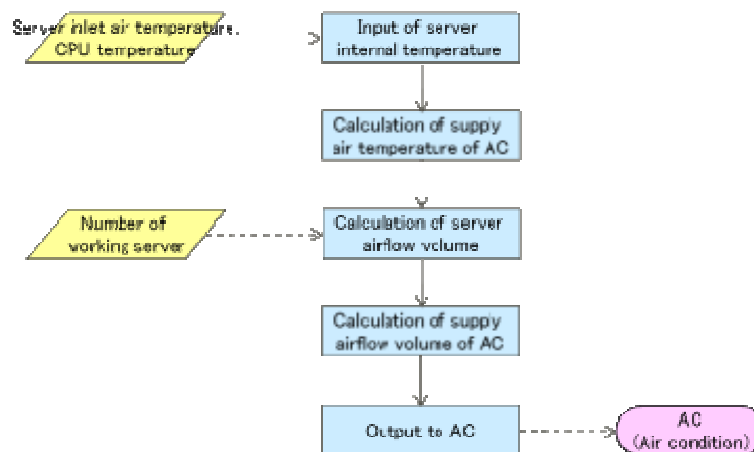 Server inlet air temperature.
CPU temperature
Input of server
internal temperature
Calculation of supply
air temperature of AC
Number of
working server
Calculation of server
airflow volume
Calculation of supply
airflow volume of AC
Output to AC
AC
(Air condition)